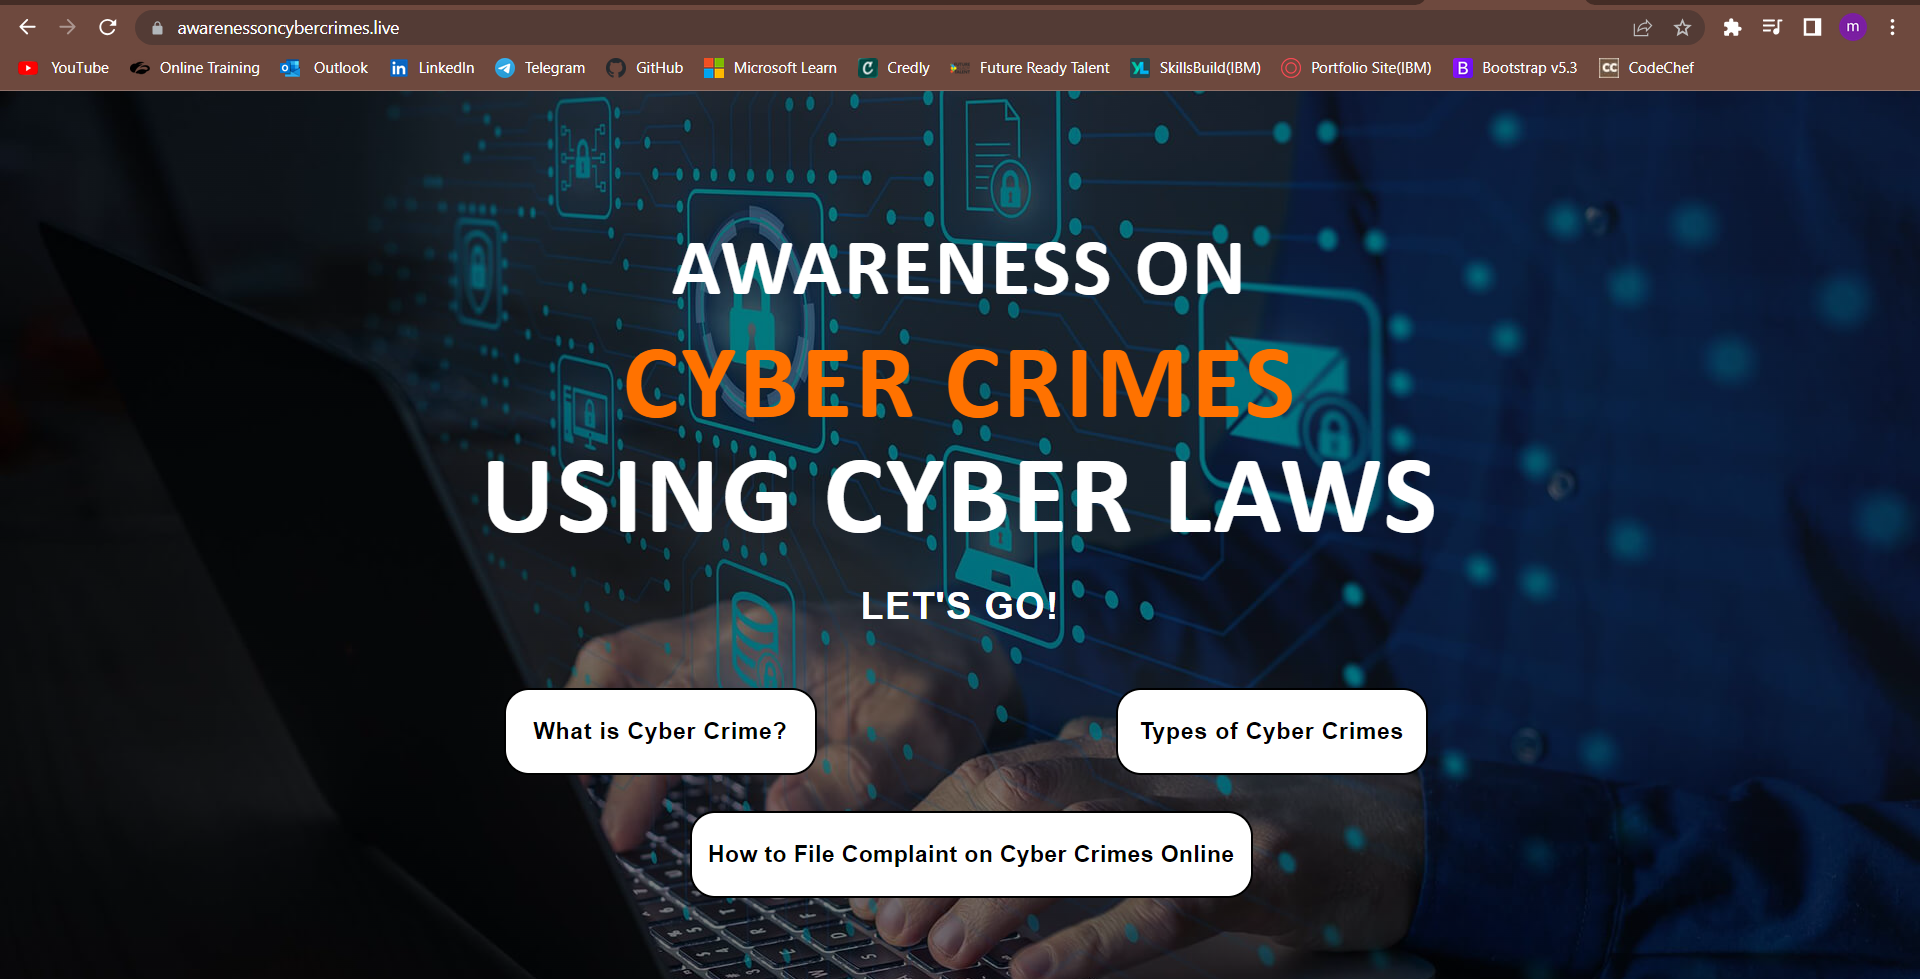 awarenessoncybercrimes.live
m
YouTube Online Training Outlook LinkedIn Telegram GitHub Microsoft Learn Credly Future Ready Talent SkillsBuild(IBM) Portfolio Site(IBM) Bootstrap v5.3 CodeChef
AWARENESS ON
CYBER CRIMES
USING CYBER LAWS
LET'S GO!
What is Cyber Crime? Types of Cyber Crimes
How to File Complaint on Cyber Crimes Online